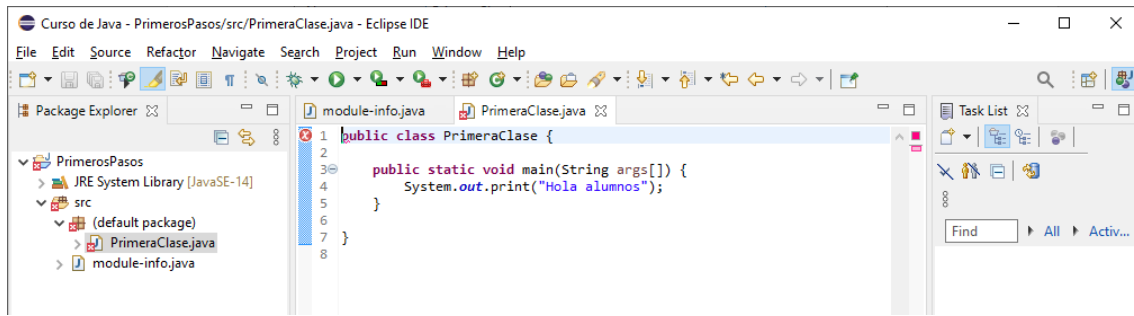 Curso de Java - PrimerosPasos/src/PrimeraClase.java - Eclipse IDE
File Edit Source Refactor Navigate Search Project Run Window Help
Package Explorer
module-info.java
PrimeraClase.java
Task List
PrimerosPasos
JRE System Library [JavaSE-14]
src
(default package)
PrimeraClase.java
module-info.java
1 public class PrimeraClase {
2
3 public static void main(String args[]) {
4 System.out.print("Hola alumnos");
5 }
6
7 }
8
Find All Activ...